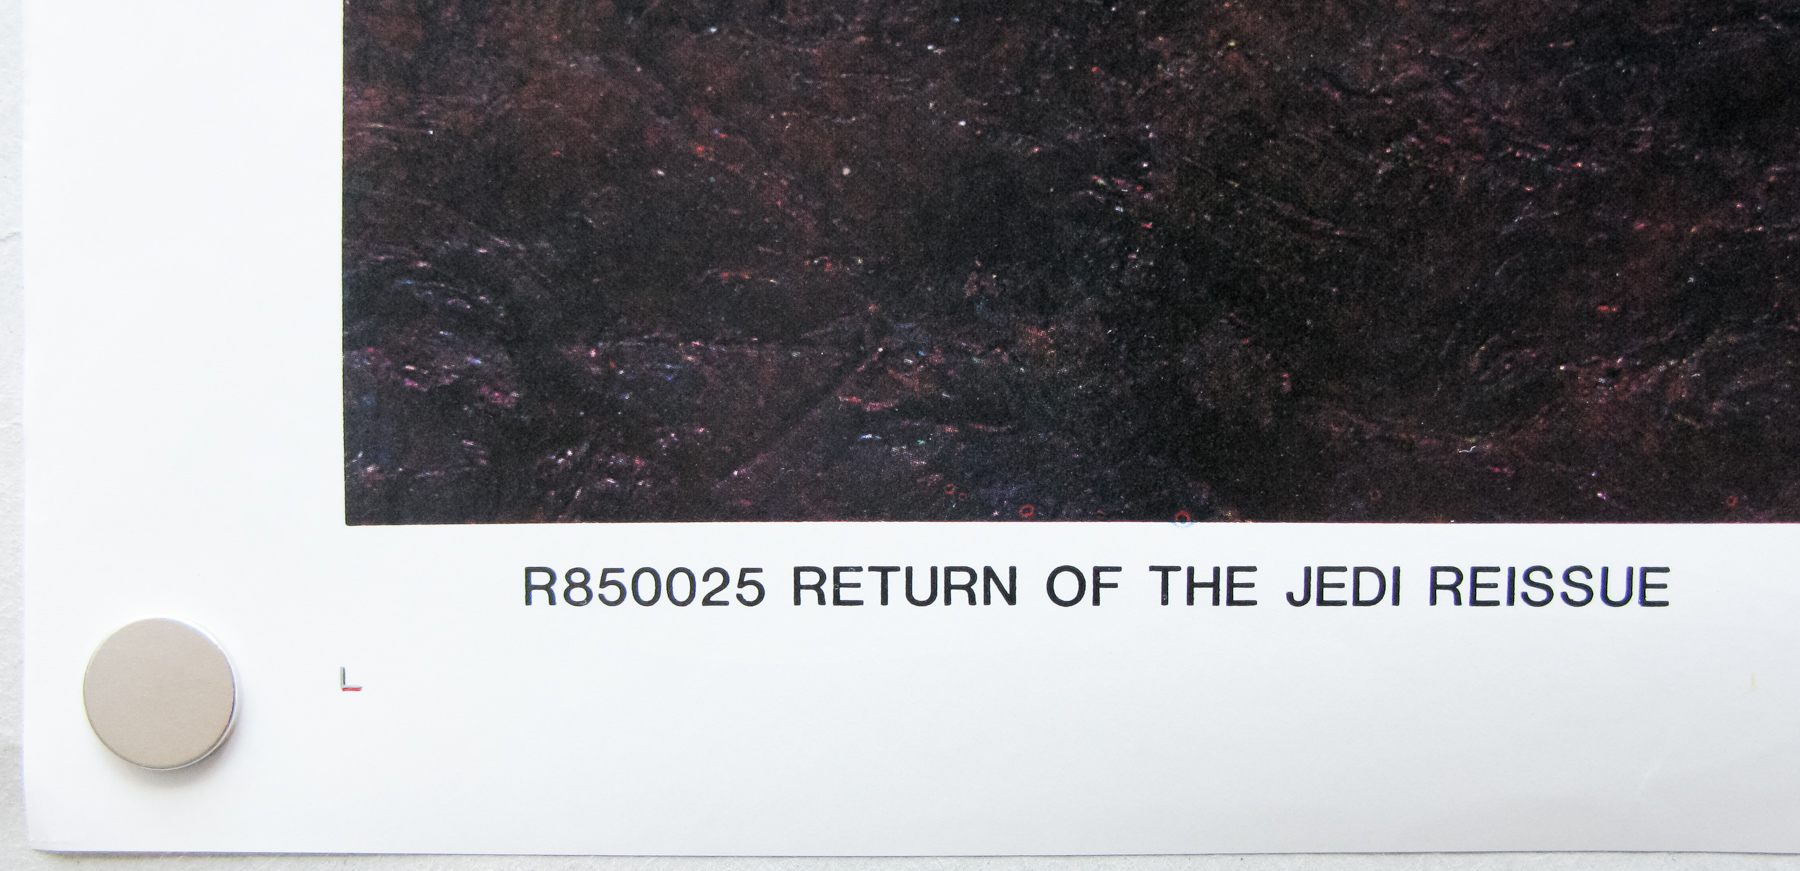 R850025 RETURN OF THE JEDI REISSUE